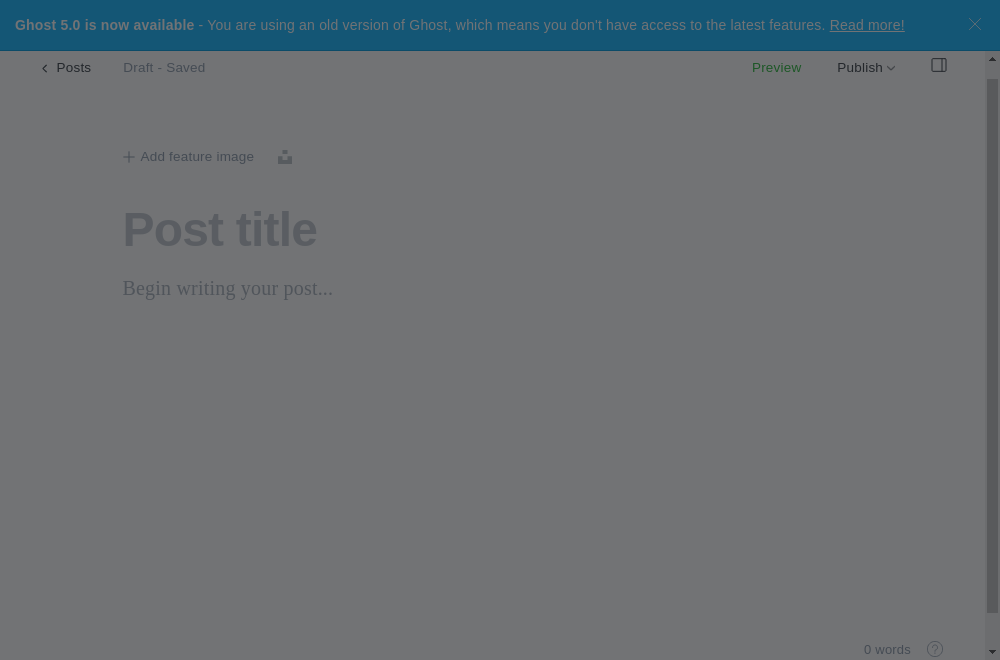 Ghost 5.0 is now available - You are using an old version of Ghost, which means you don't have access to the latest features. Read more!
Posts Draft - Saved Preview Publish
Add feature image
Post title
Begin writing your post...
0 words ?